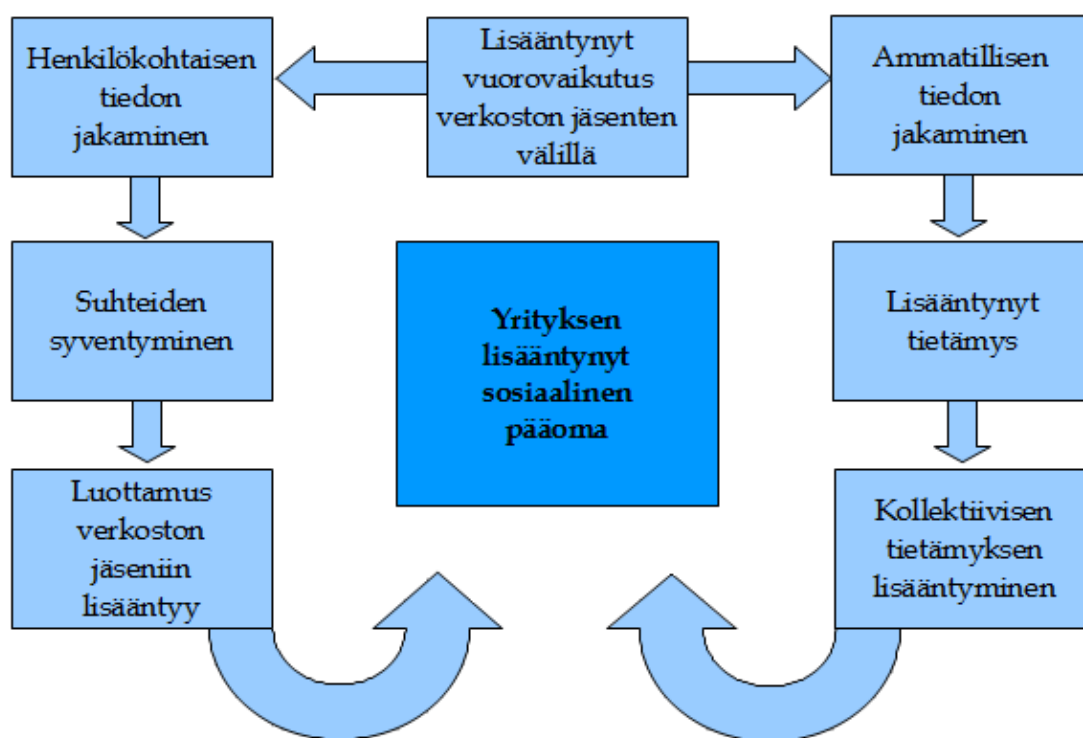 Henkilökohtaisen
tiedon
jakaminen
Lisääntynyt
vuorovaikutus
verkoston jäsenten
välillä
Ammatillisen
tiedon
jakaminen
Suhteiden
syventyminen
Yrityksen
lisääntynyt
sosiaalinen
pääoma
Lisääntynyt
tietämys
Luottamus
verkoston
jäseniin
lisääntyy
Kollektiivisen
tietämyksen
lisääntyminen